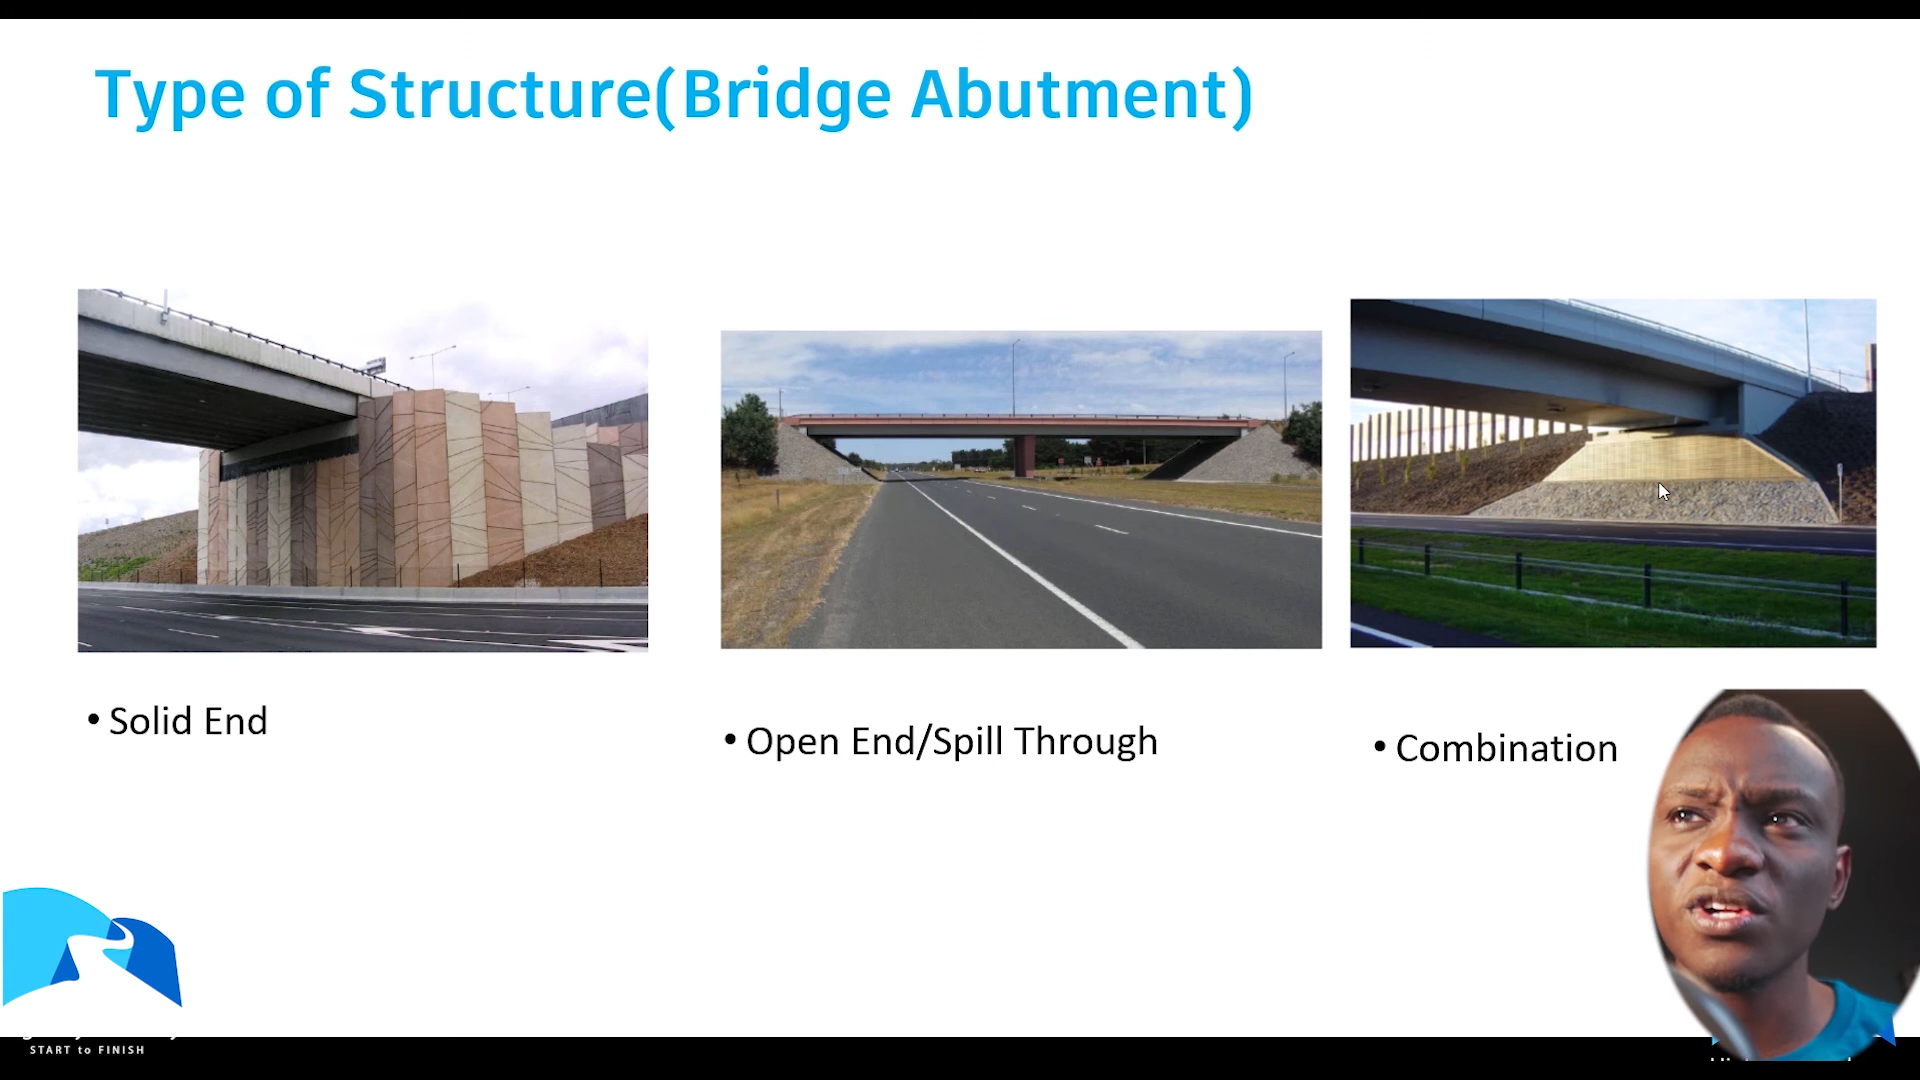 Type of Structure(Bridge Abutment)
• Solid End
• Open End/Spill Through
• Combination
START to FINISH